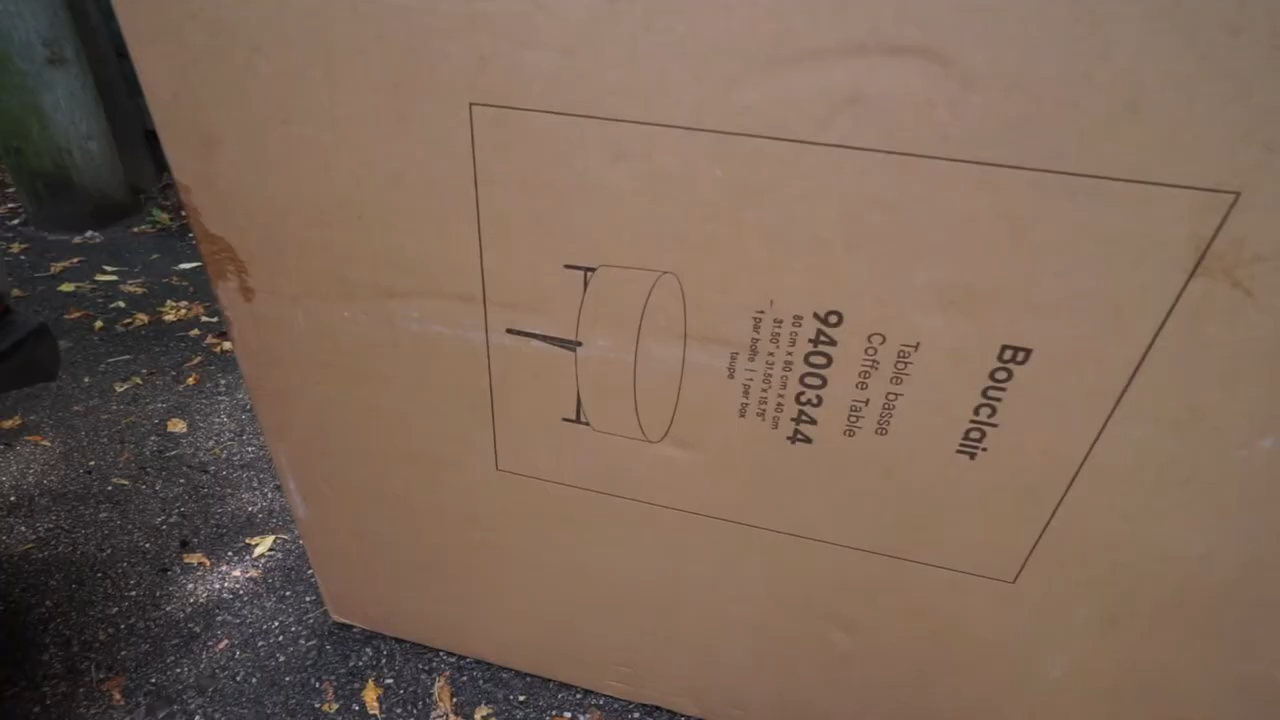 Bouclair
Table basse
Coffee Table
9400344
80 cm x 80 cm x 40 cm
~ 31.50" x 31.50"x 15.75"
1 par boîte | 1 per box
taupe